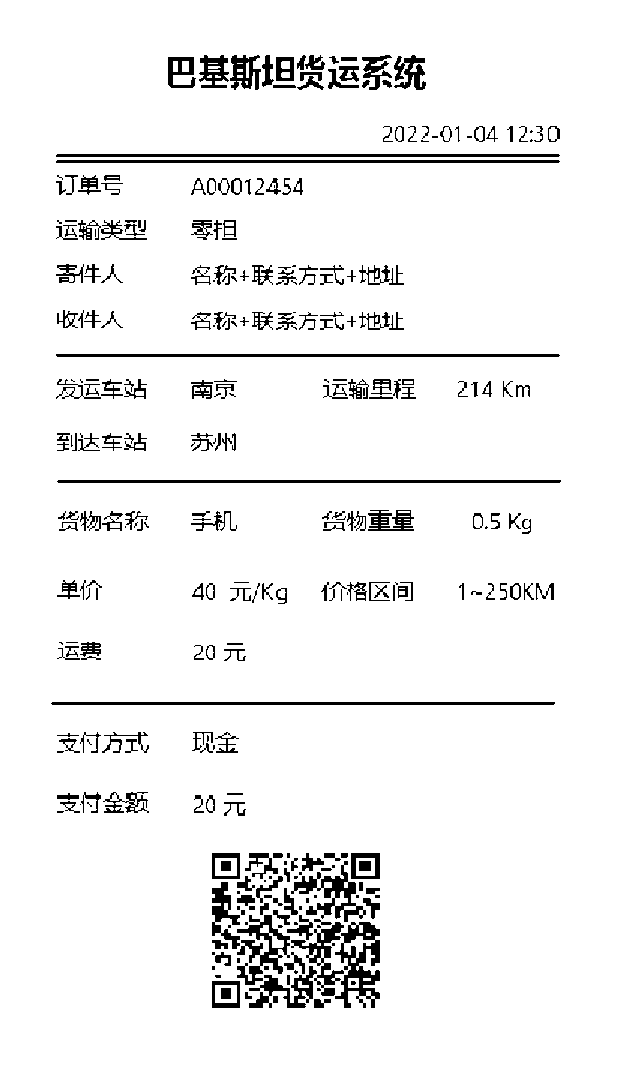 巴基斯坦货运系统
2022-01-04 12:30
订单号 A00012454
运输类型 零担
寄件人 名称+联系方式+地址
收件人 名称+联系方式+地址
发运车站 南京 运输里程 214 Km
到达车站 苏州
货物名称 手机 货物重量 0.5 Kg
单价 40 元/Kg 价格区间 1~250KM
运费 20 元
支付方式 现金
支付金额 20 元